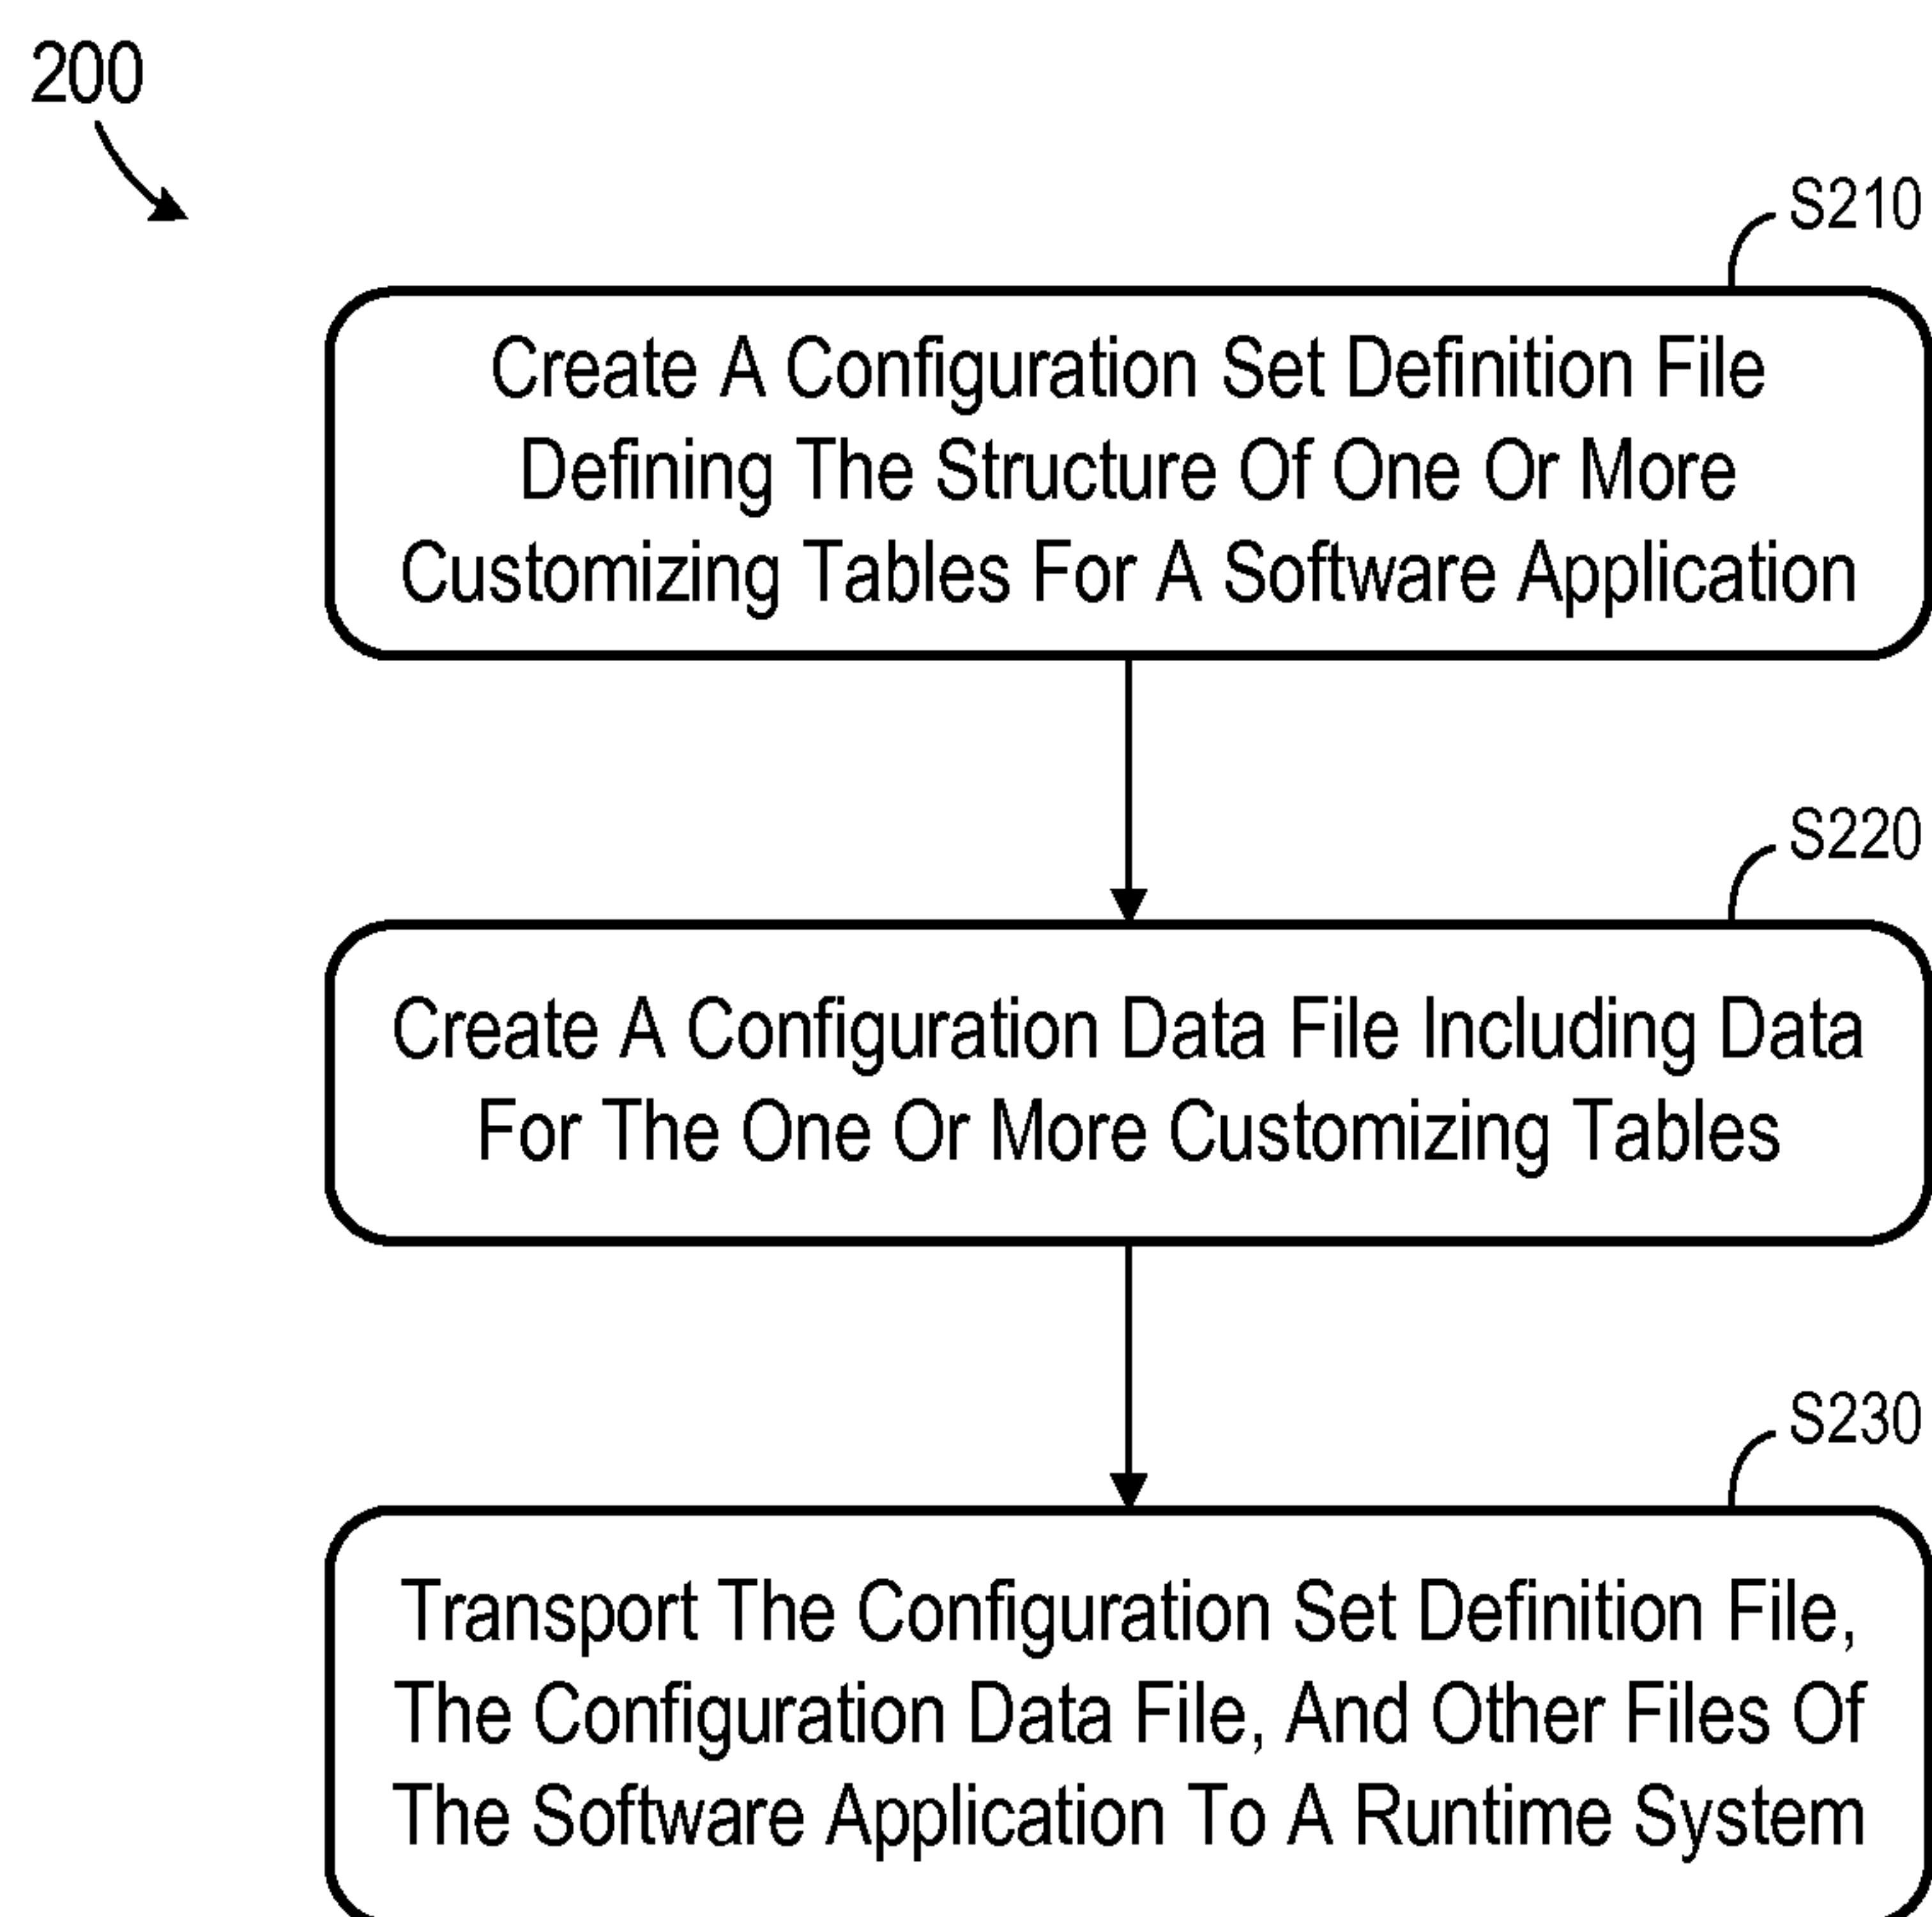 200
S210
Create A Configuration Set Definition File
Defining The Structure Of One Or More
Customizing Tables For A Software Application
S220
Create A Configuration Data File Including Data
For The One Or More Customizing Tables
S230
Transport The Configuration Set Definition File,
The Configuration Data File, And Other Files Of
The Software Application To A Runtime System